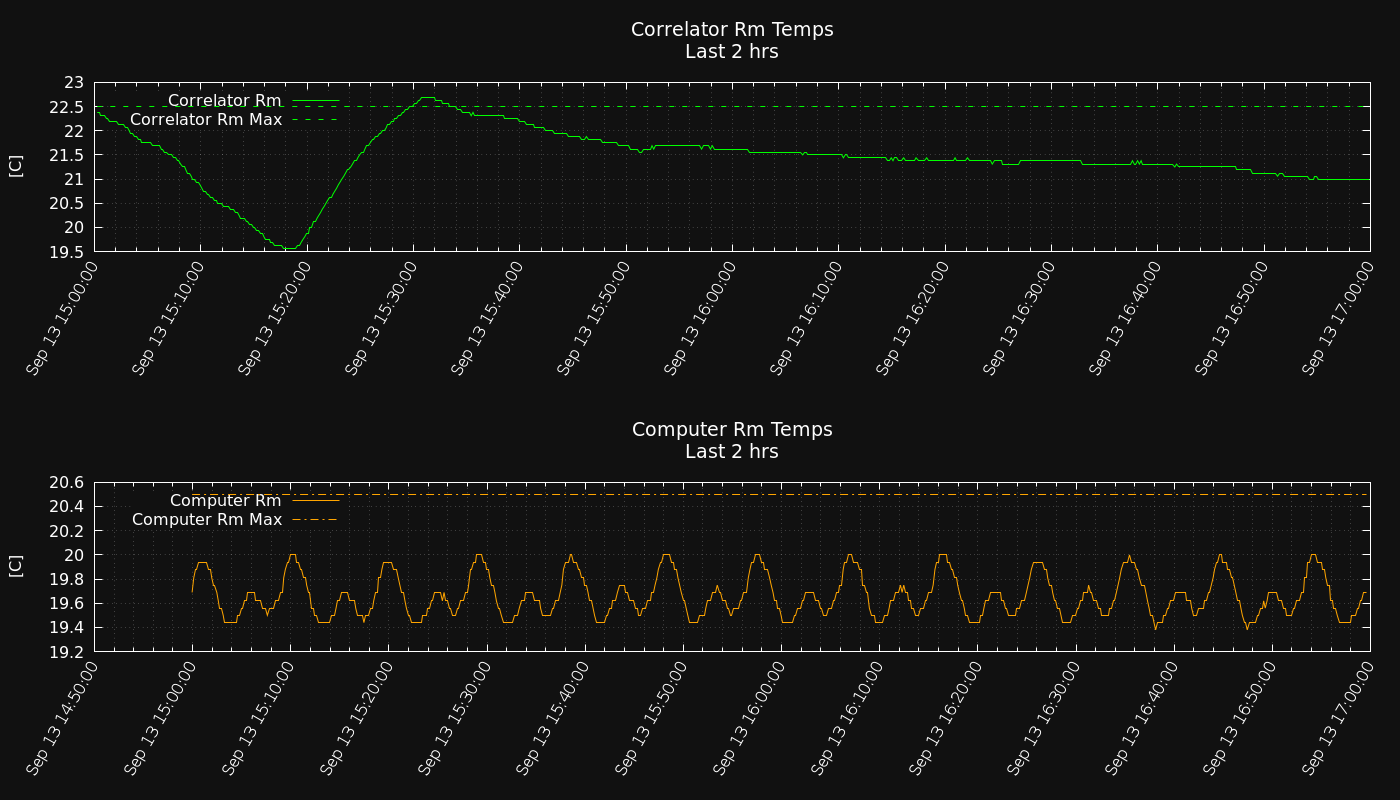 Correlator Rm Temps
Last 2 hrs
[C]
23
22.5
22
21.5
21
20.5
20
19.5
Correlator Rm
Correlator Rm Max
Sep 13 15:00:00
Sep 13 15:10:00
Sep 13 15:20:00
Sep 13 15:30:00
Sep 13 15:40:00
Sep 13 15:50:00
Sep 13 16:00:00
Sep 13 16:10:00
Sep 13 16:20:00
Sep 13 16:30:00
Sep 13 16:40:00
Sep 13 16:50:00
Sep 13 17:00:00
Computer Rm Temps
Last 2 hrs
[C]
20.6
20.4
20.2
20
19.8
19.6
19.4
19.2
Computer Rm
Computer Rm Max
Sep 13 14:50:00
Sep 13 15:00:00
Sep 13 15:10:00
Sep 13 15:20:00
Sep 13 15:30:00
Sep 13 15:40:00
Sep 13 15:50:00
Sep 13 16:00:00
Sep 13 16:10:00
Sep 13 16:20:00
Sep 13 16:30:00
Sep 13 16:40:00
Sep 13 16:50:00
Sep 13 17:00:00